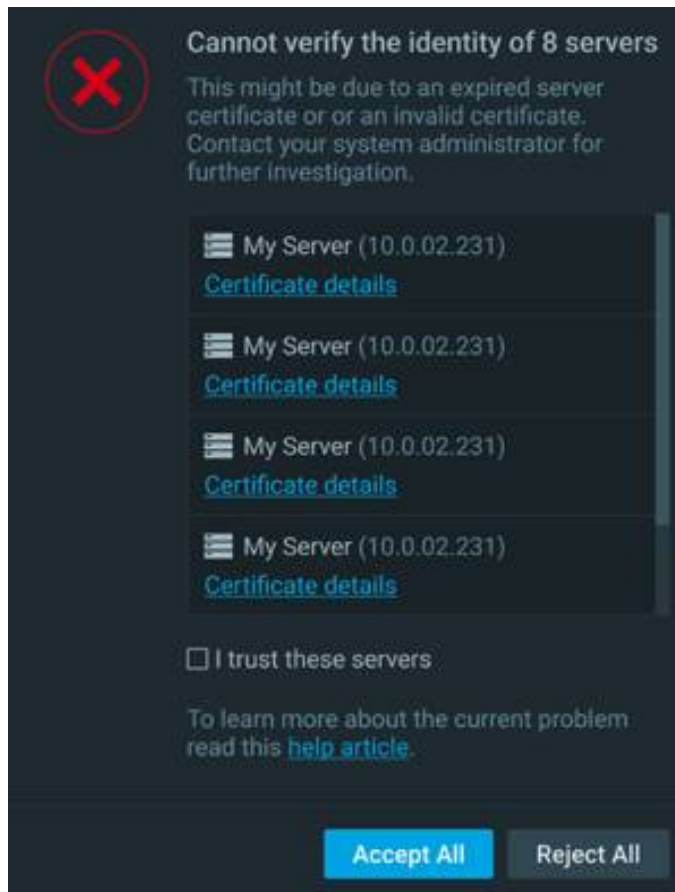 Cannot verify the identity of 8 servers
This might be due to an expired server
certificate or or an invalid certificate.
Contact your system administrator for
further investigation.
My Server (10.0.02.231)
Certificate details
My Server (10.0.02.231)
Certificate details
My Server (10.0.02.231)
Certificate details
My Server (10.0.02.231)
Certificate details
I trust these servers
To learn more about the current problem
read this help article.
Accept All
Reject All